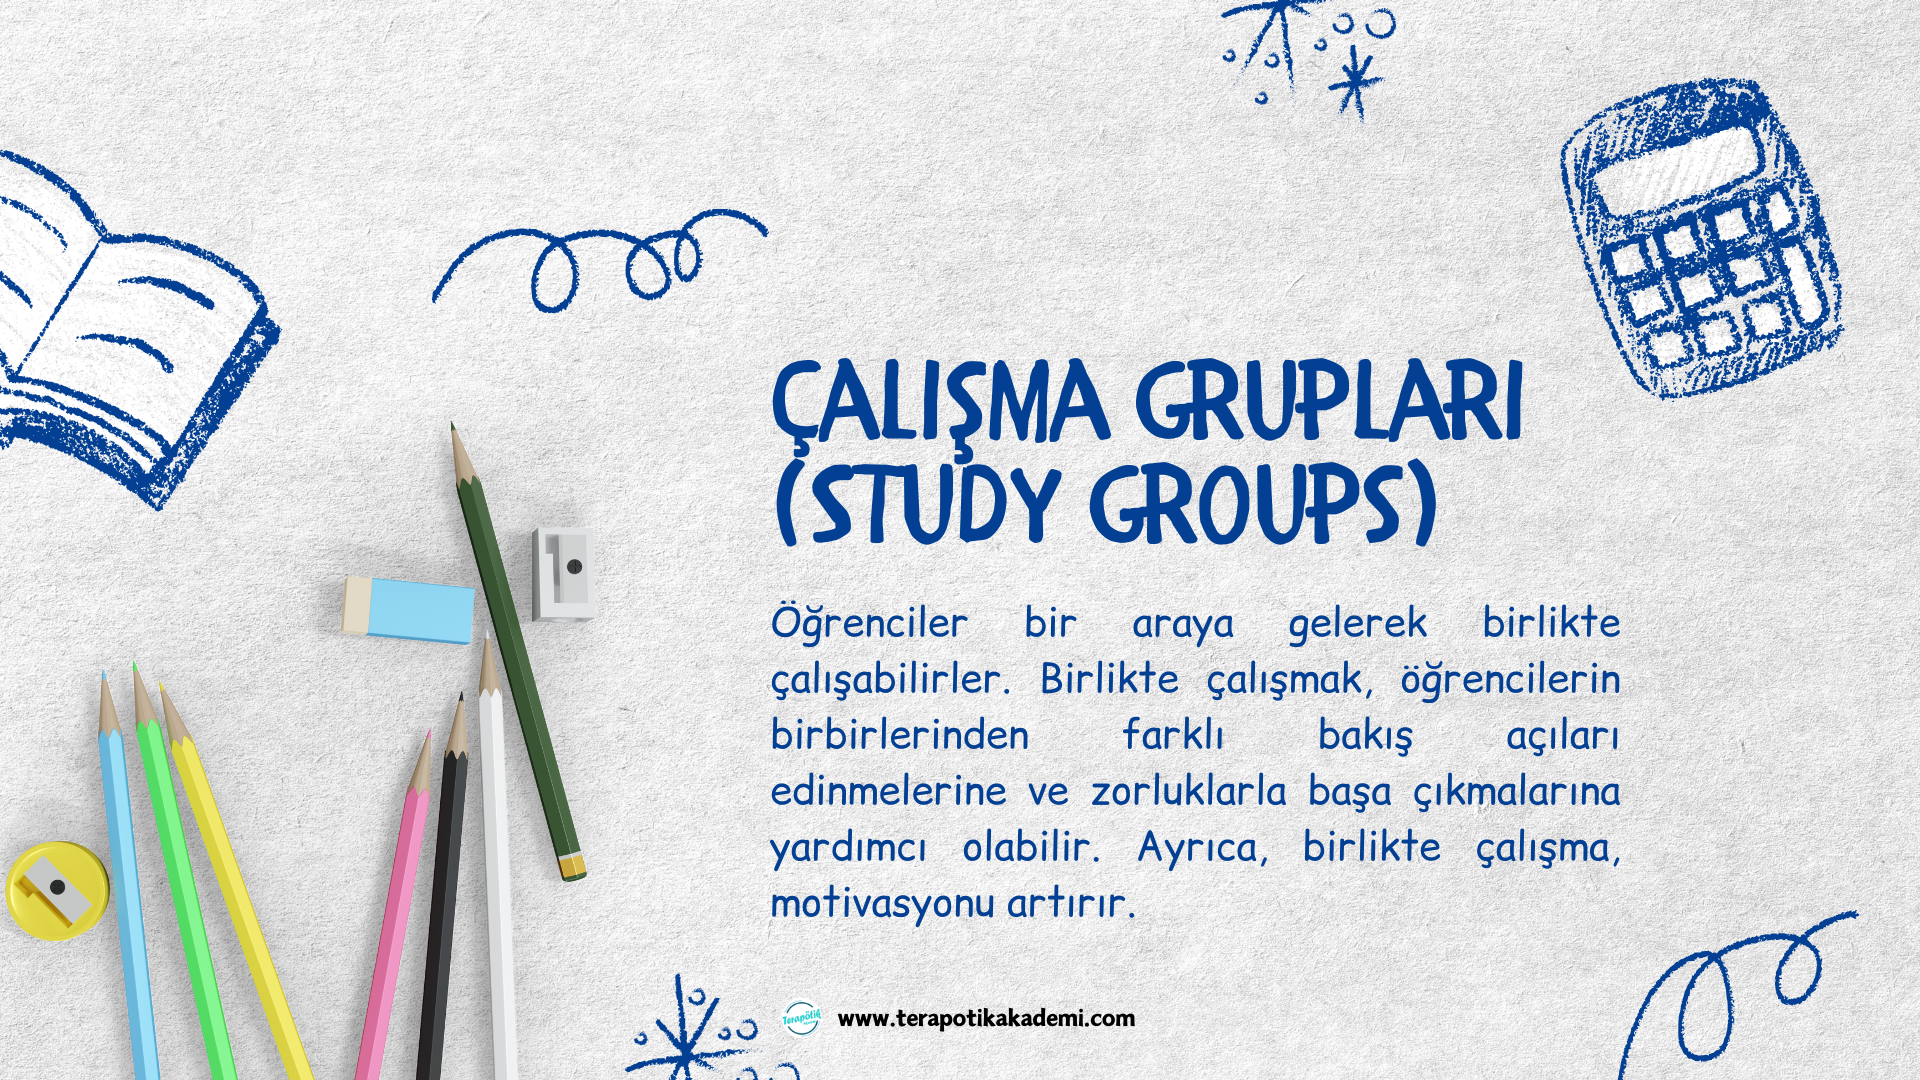 ÇALIŞMA GRUPLARI
(STUDY GROUPS)
Öğrenciler bir araya gelerek birlikte
çalışabilirler. Birlikte çalışmak, öğrencilerin
birbirlerinden farklı bakış açıları
edinmelerine ve zorluklarla başa çıkmalarına
yardımcı olabilir. Ayrıca, birlikte çalışma,
motivasyonu artırır.
Terapötik
www.terapotikakademi.com